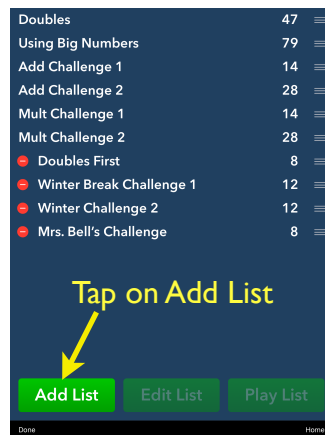 Doubles 47
Using Big Numbers 79
Add Challenge 1 14
Add Challenge 2 28
Mult Challenge 1 14
Mult Challenge 2 28
Doubles First 8
Winter Break Challenge 1 12
Winter Challenge 2 12
Mrs. Bell's Challenge 8
Tap on Add List
Add List Edit List Play List
Done Home